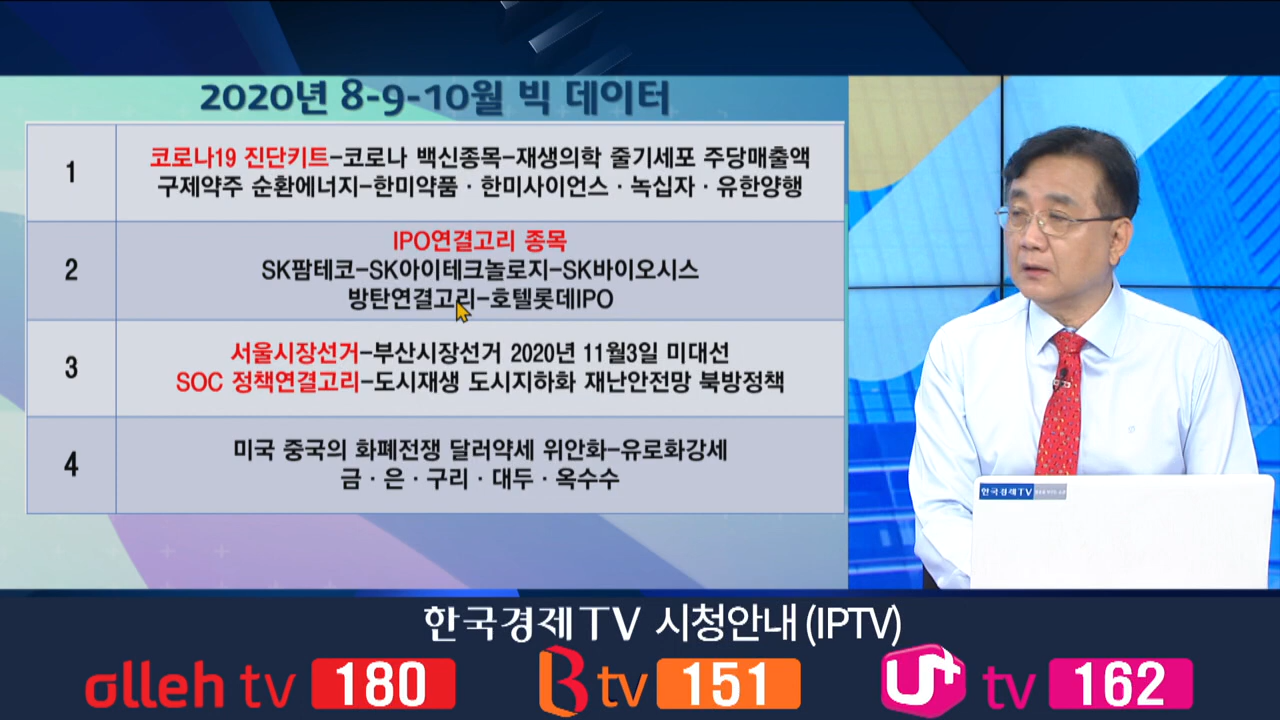 2020년 8-9-10월 빅 데이터
1
코로나19 진단키트-코로나 백신종목-재생의학 줄기세포 주당매출액
구제약주 순환에너지-한미약품·한미사이언스·녹십자·유한양행
2
IPO연결고리 종목
SK팜테코-SK아이테크놀로지-SK바이오시스
방탄연결고리-호텔롯데IPO
3
서울시장선거-부산시장선거 2020년 11월3일 미대선
SOC 정책연결고리-도시재생 도시지하화 재난안전망 북방정책
4
미국 중국의 화폐전쟁 달러약세 위안화-유로화강세
금·은·구리·대두·옥수수
한국경제TV
한국경제TV 시청안내(IPTV)
olleh tv 180
B tv 151
U+ tv 162